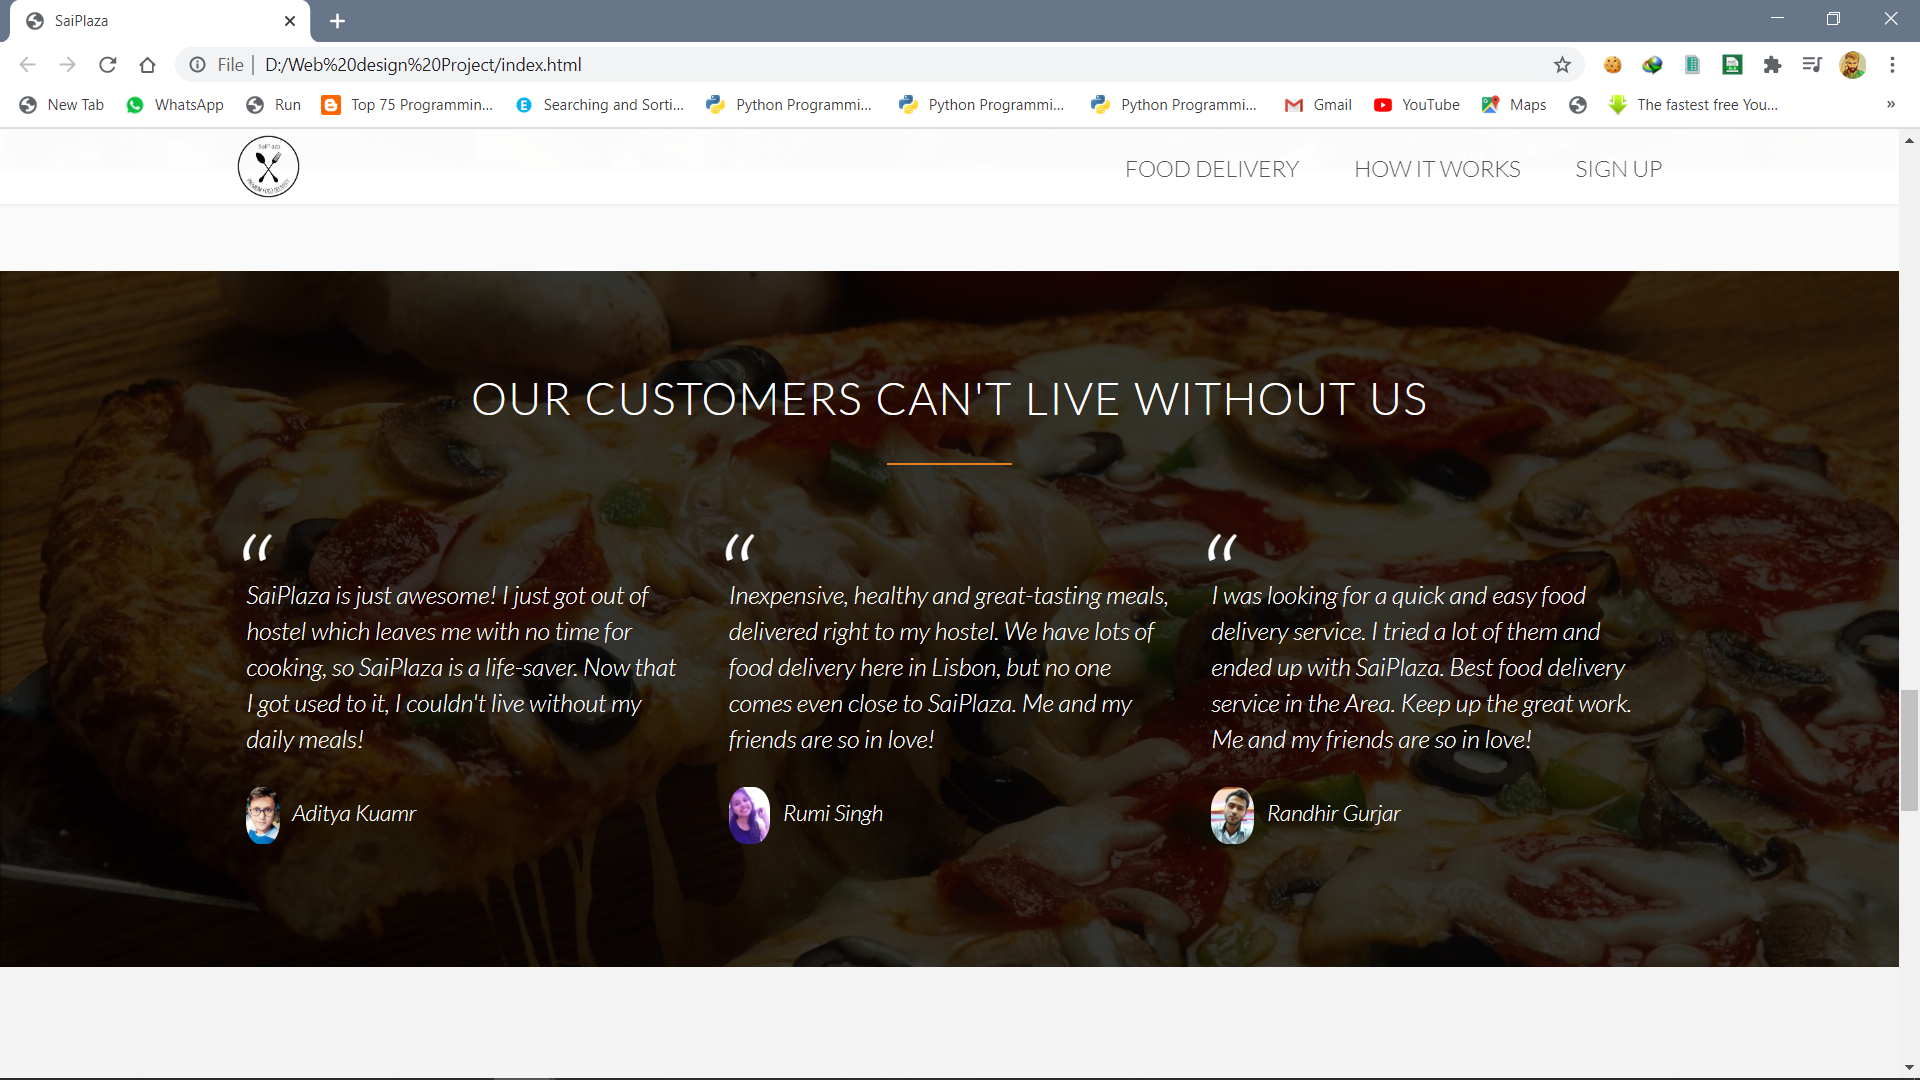 SaiPlaza
File | D:/Web%20design%20Project/index.html
New Tab WhatsApp Run Top 75 Programmin... Searching and Sorti... Python Programmi... Python Programmi... Python Programmi... Gmail YouTube Maps The fastest free You... »
SaiPlaza
FOOD DELIVERY HOW IT WORKS SIGN UP
OUR CUSTOMERS CAN'T LIVE WITHOUT US
“
SaiPlaza is just awesome! I just got out of
hostel which leaves me with no time for
cooking, so SaiPlaza is a life-saver. Now that
I got used to it, I couldn't live without my
daily meals!
Aditya Kuamr
“
Inexpensive, healthy and great-tasting meals,
delivered right to my hostel. We have lots of
food delivery here in Lisbon, but no one
comes even close to SaiPlaza. Me and my
friends are so in love!
Rumi Singh
“
I was looking for a quick and easy food
delivery service. I tried a lot of them and
ended up with SaiPlaza. Best food delivery
service in the Area. Keep up the great work.
Me and my friends are so in love!
Randhir Gurjar